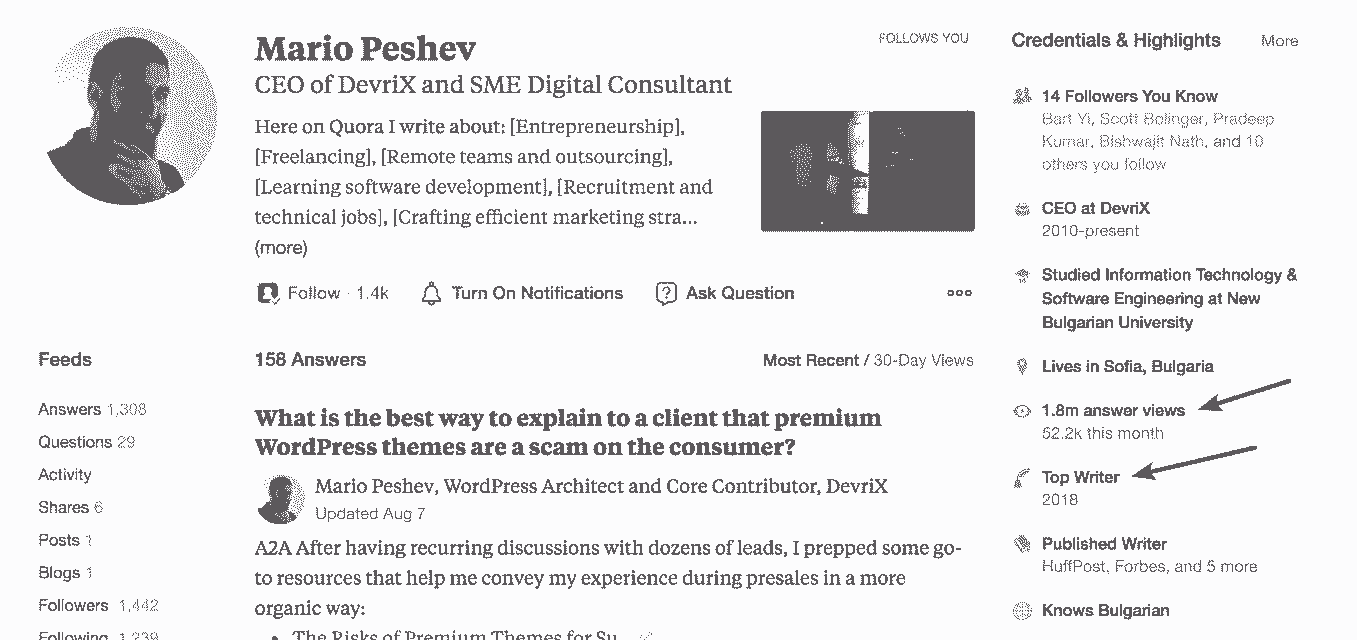 Mario Peshev
FOLLOWS YOU
CEO of DevriX and SME Digital Consultant
Here on Quora I write about: [Entrepreneurship],
[Freelancing], [Remote teams and outsourcing],
[Learning software development], [Recruitment and
technical jobs], [Crafting efficient marketing stra...
(more)
Follow · 1.4k
Turn On Notifications
Ask Question
Feeds
Answers 1,308
Questions 29
Activity
Shares 6
Posts 1
Blogs 1
Followers 1,442
Following 1,239
158 Answers
Most Recent / 30-Day Views
What is the best way to explain to a client that premium
WordPress themes are a scam on the consumer?
Mario Peshev, WordPress Architect and Core Contributor, DevriX
Updated Aug 7
A2A After having recurring discussions with dozens of leads, I prepped some go-
to resources that help me convey my experience during presales in a more
organic way:
• The Risks of Premium Themes for Su...
Credentials & Highlights
More
14 Followers You Know
Bart Yi, Scott Bolinger, Pradeep
Kumar, Bishwajit Nath, and 10
others you follow
CEO at DevriX
2010-present
Studied Information Technology &
Software Engineering at New
Bulgarian University
Lives in Sofia, Bulgaria
1.8m answer views
52.2k this month
Top Writer
2018
Published Writer
HuffPost, Forbes, and 5 more
Knows Bulgarian